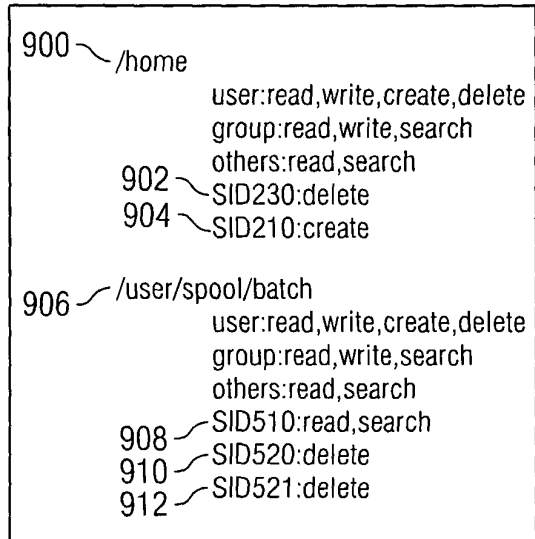 900 /home
user:read,write,create,delete
group:read,write,search
others:read,search
902 SID230:delete
904 SID210:create
906 /user/spool/batch
user:read,write,create,delete
group:read,write,search
others:read,search
908 SID510:read,search
910 SID520:delete
912 SID521:delete